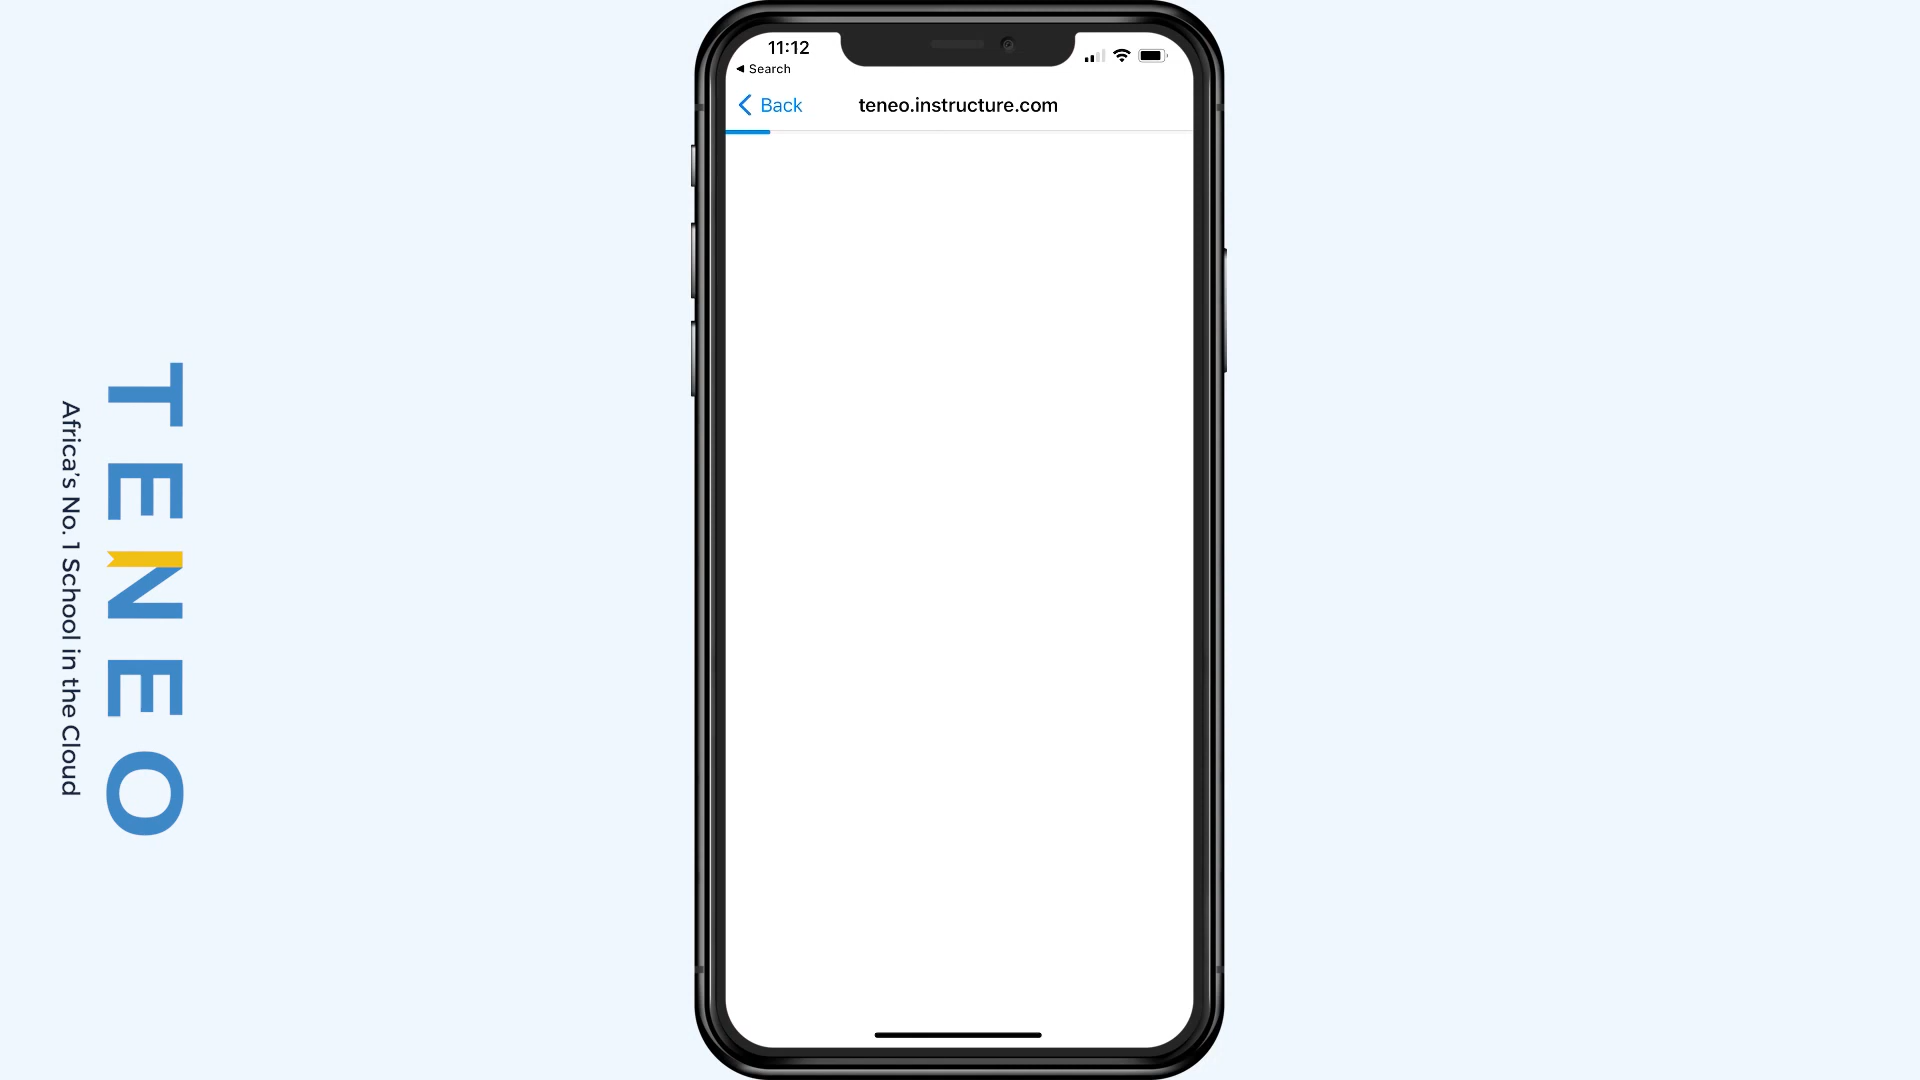 11:12
◀ Search
Back
teneo.instructure.com
TENEO
Africa's No. 1 School in the Cloud